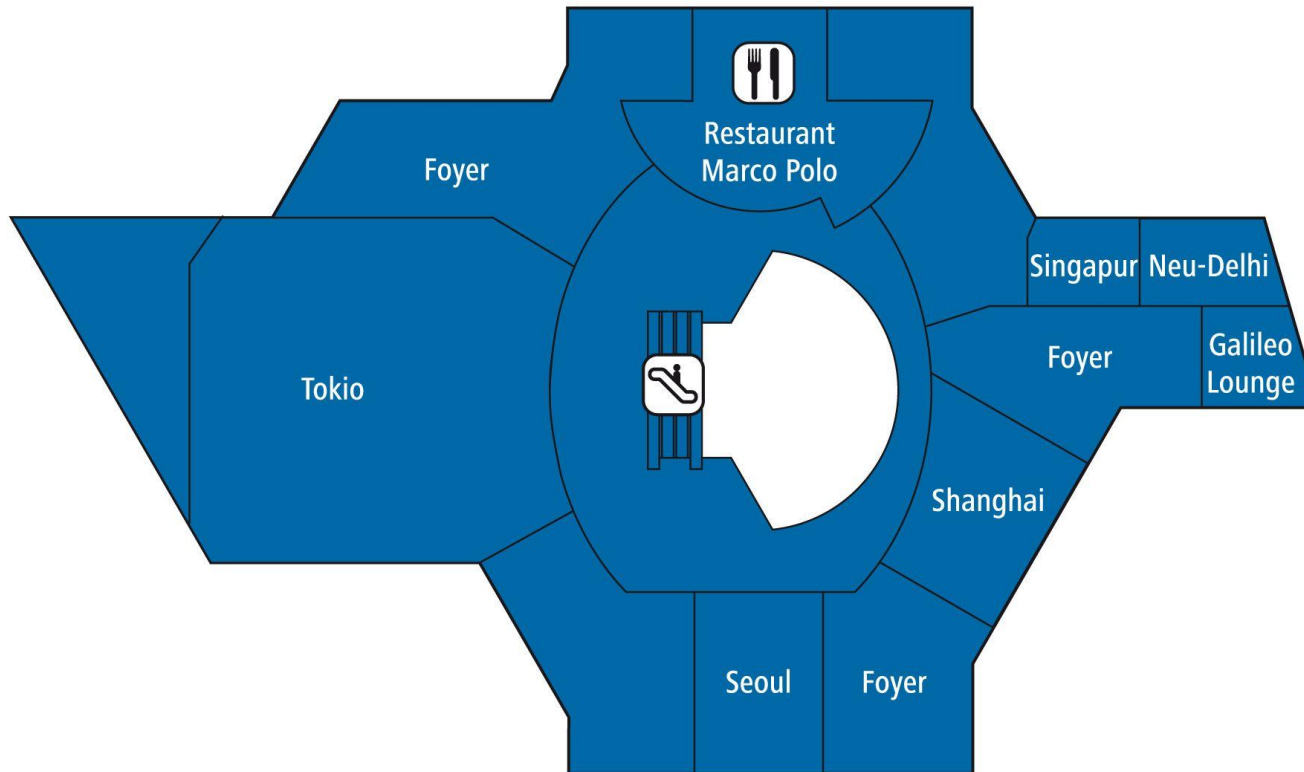 Restaurant
Marco Polo
Foyer
Singapur
Neu-Delhi
Foyer
Galileo
Lounge
Tokio
Shanghai
Seoul
Foyer